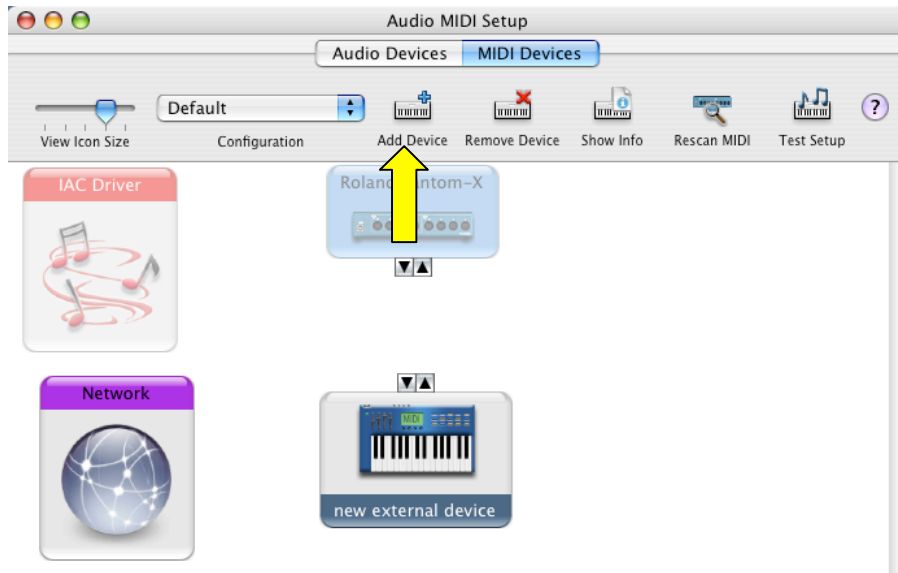 Audio MIDI Setup
Audio Devices MIDI Devices
Default
View Icon Size Configuration Add Device Remove Device Show Info Rescan MIDI Test Setup ?
IAC Driver
Roland
Network
MIDI
new external device